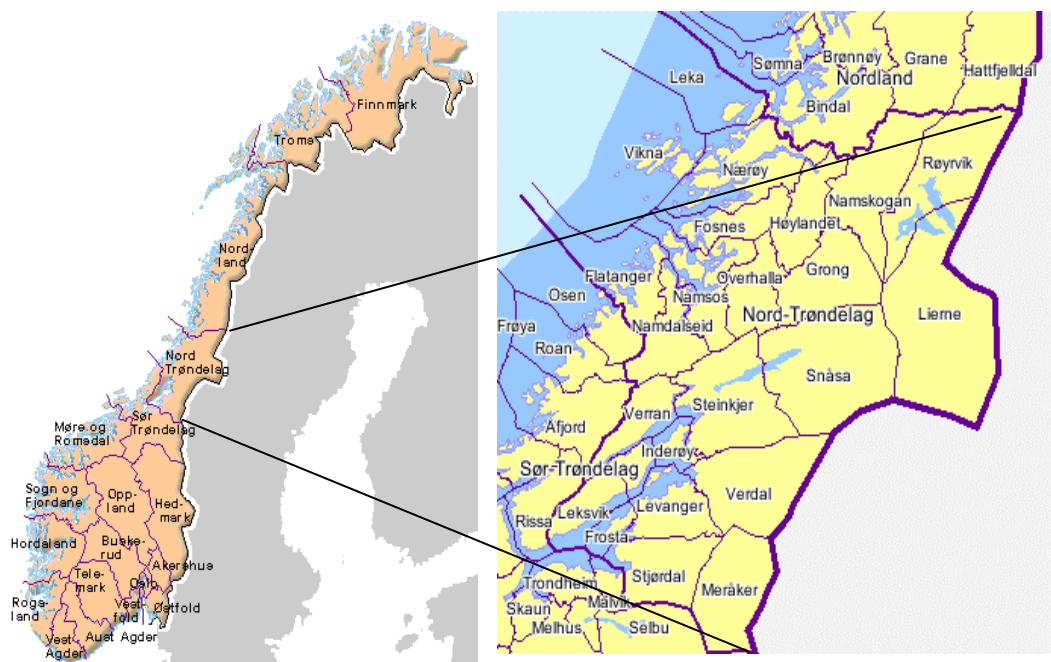 Finnmark
Troms
Nord-
land
Nord
Trøndelag
Sør
Trøndelag
Møre og
Romsdal
Sogn og
Fjordane
Opp-
land
Hed-
mark
Hordaland
Buske-
rud
Akershus
Oslo
Tele-
mark
Roga-
land
Vest-
fold
Østfold
Aust Agder
Vest
Agder
Leka
Sømna
Brønnøy
Grane
Nordland
Hattfjelldal
Bindal
Vikna
Nærøy
Røyrvik
Namskogan
Høylandet
Fosnes
Flatanger
Overhalla
Grong
Osen
Namsos
Lierne
Frøya
Namdalseid
Nord-Trøndelag
Roan
Snåsa
Steinkjer
Verran
Åfjord
Inderøy
Sør-Trøndelag
Verdal
Levanger
Leksvik
Rissa
Frosta
Stjørdal
Trondheim
Meråker
Malvik
Skaun
Melhus
Selbu